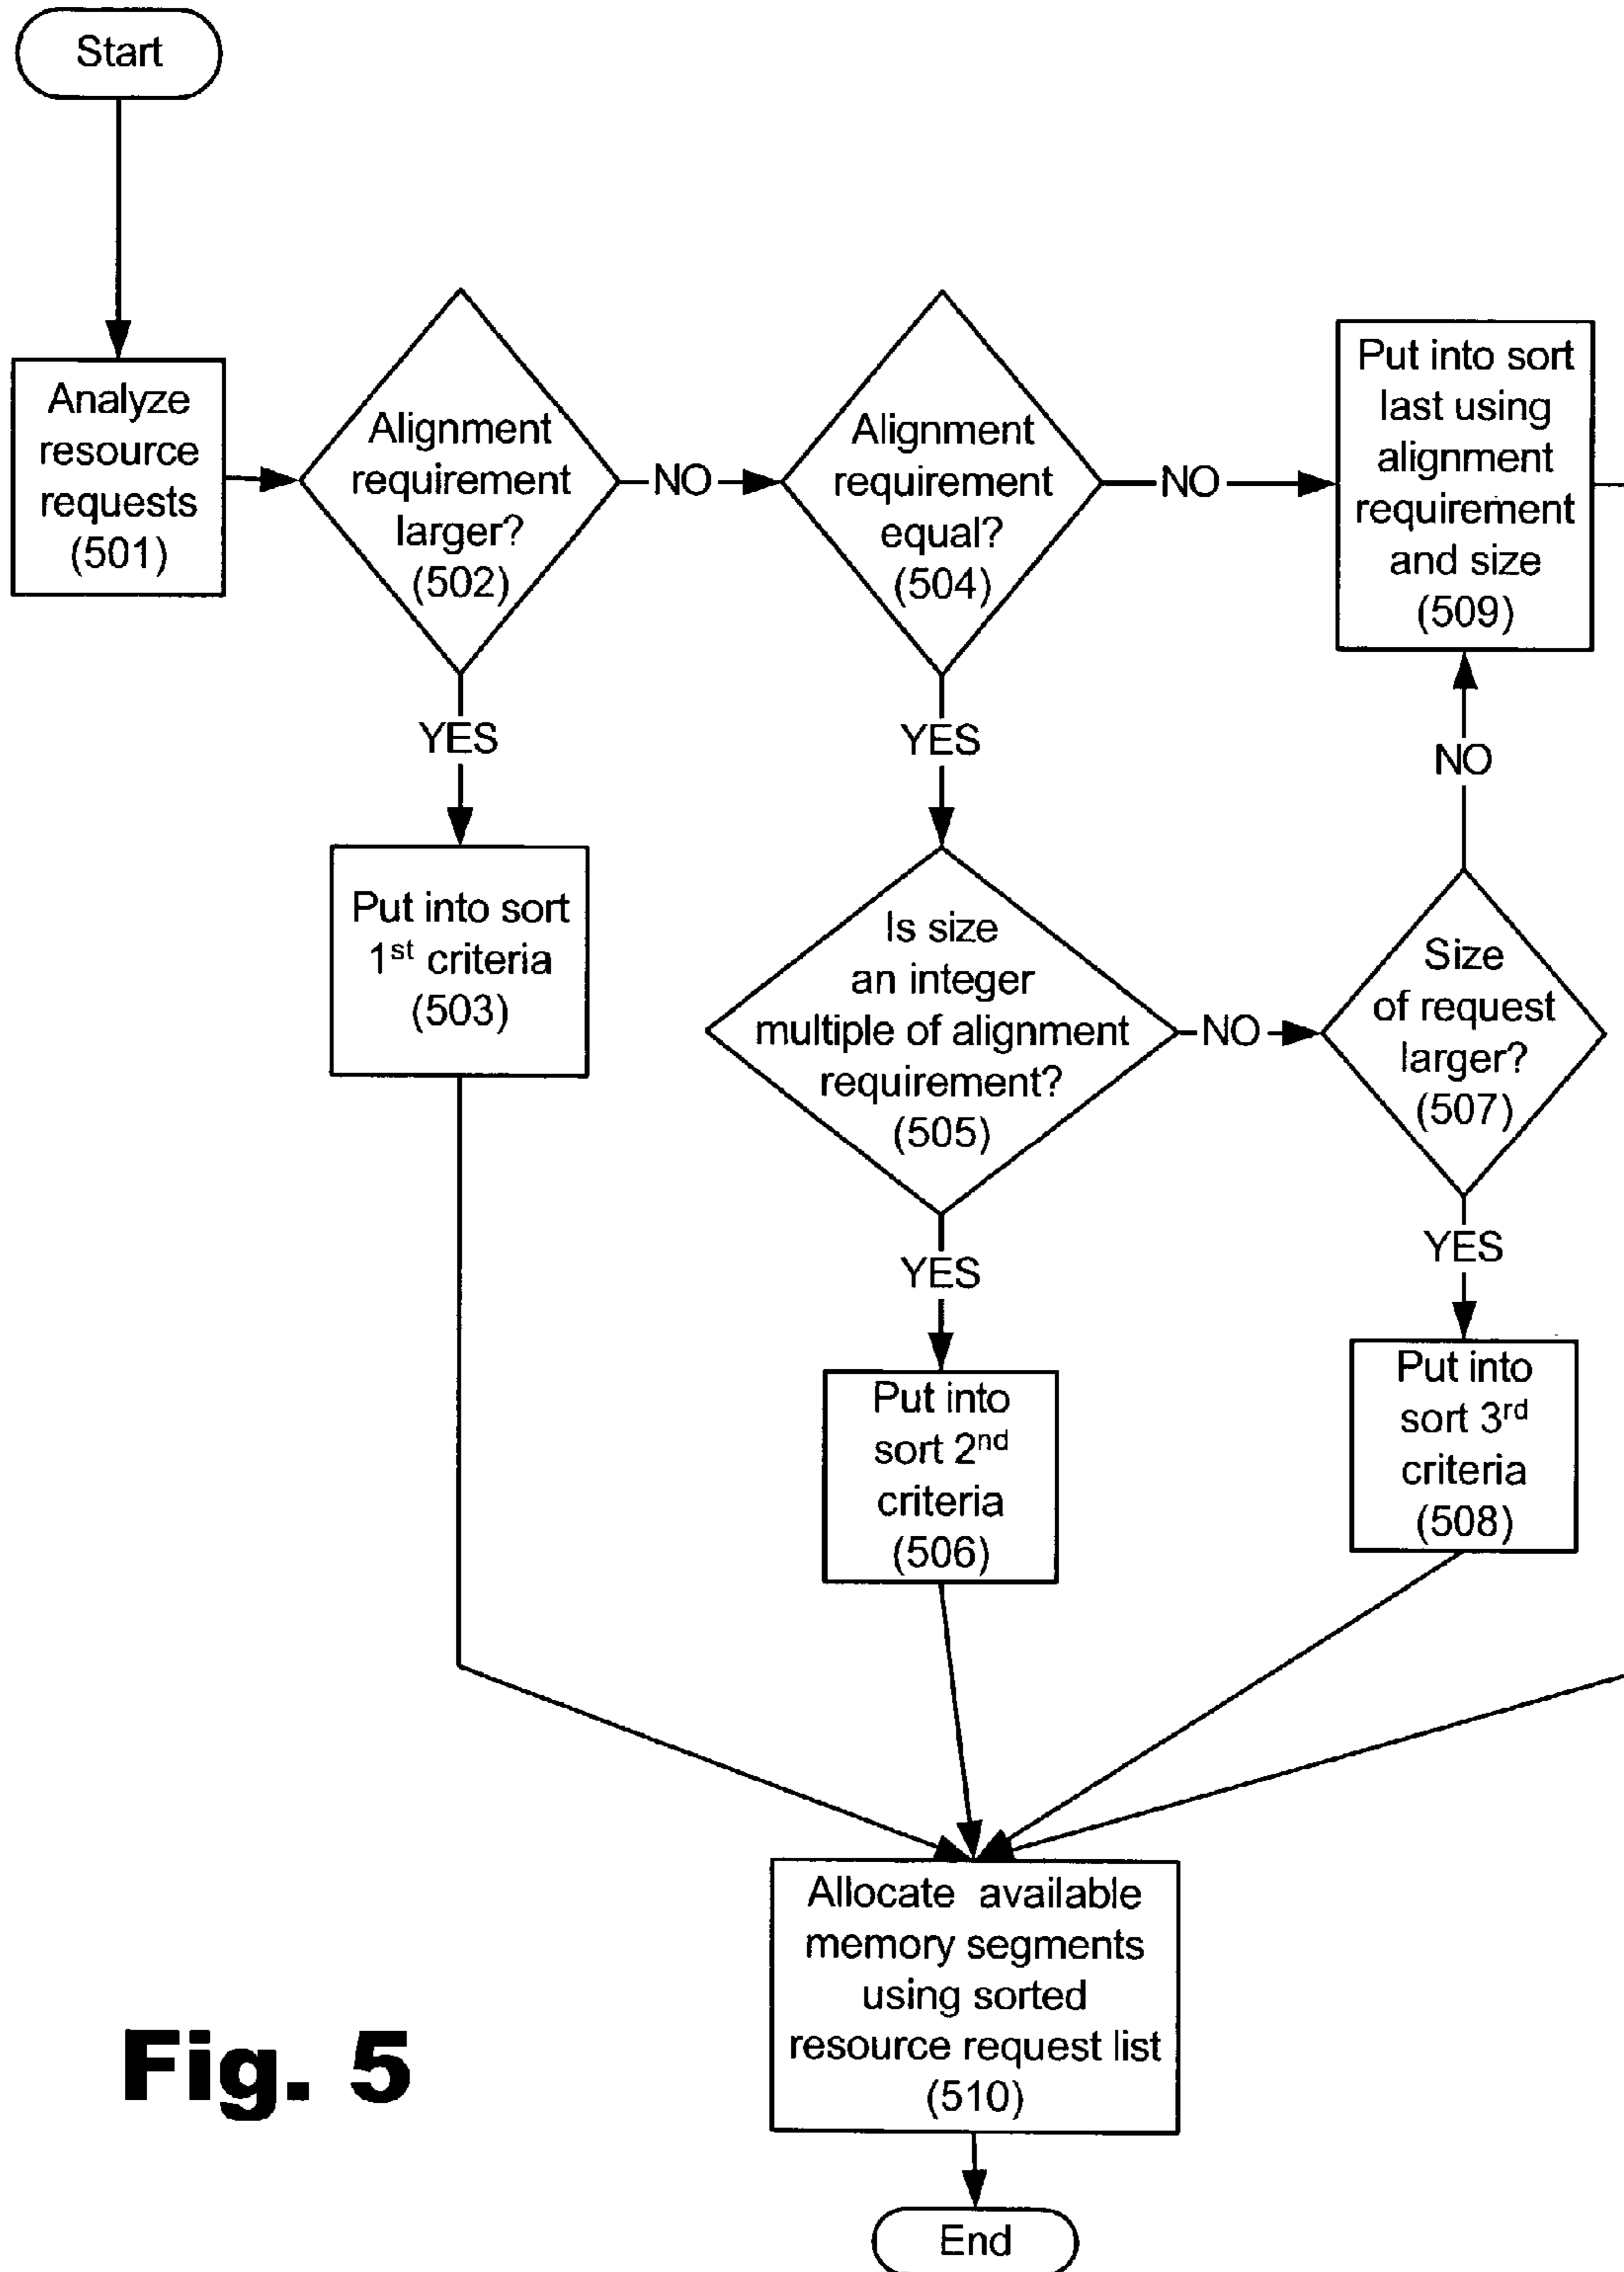 Start
Analyze
resource
requests
(501)
Alignment
requirement
larger?
(502)
NO
Alignment
requirement
equal?
(504)
NO
Put into sort
last using
alignment
requirement
and size
(509)
YES
YES
NO
Put into sort
1st criteria
(503)
Is size
an integer
multiple of alignment
requirement?
(505)
NO
Size
of request
larger?
(507)
YES
YES
Put into
sort 2nd
criteria
(506)
Put into
sort 3rd
criteria
(508)
Allocate available
memory segments
using sorted
resource request list
(510)
End
Fig. 5